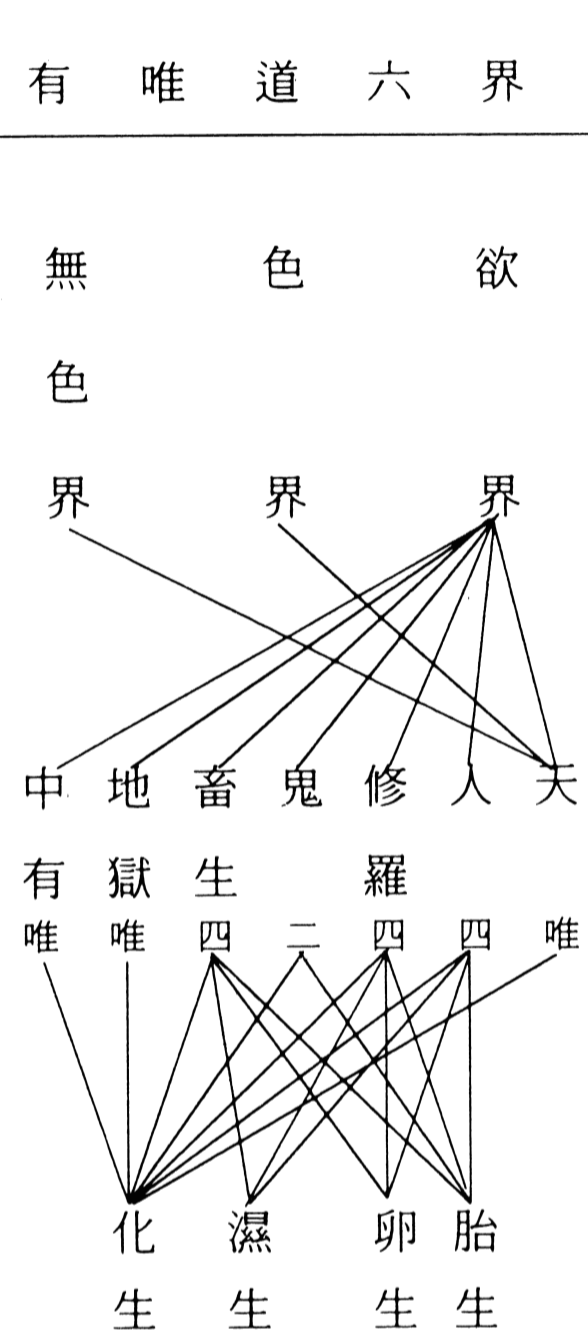 界六道唯有
欲界
色界
無色界
天
人
修羅
鬼
畜生
地獄
中有
唯
四
四
二
四
唯
唯
胎生
卵生
濕生
化生